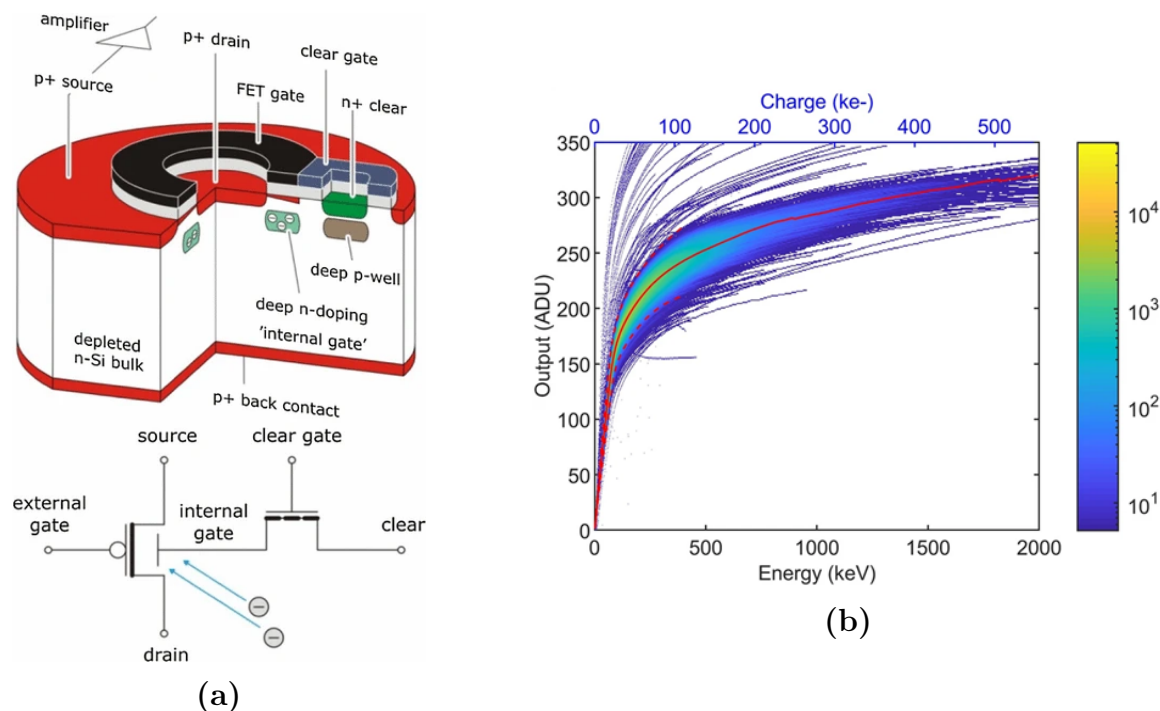 amplifier
p+ drain
clear gate
p+ source
FET gate
n+ clear
deep p-well
deep n-doping
'internal gate'
depleted
n-Si bulk
p+ back contact
source
clear gate
external
gate
internal
gate
clear
drain
(a)
Charge (ke-)
0 100 200 300 400 500
350
300
250
200
150
100
50
0
Output (ADU)
0 500 1000 1500 2000
Energy (keV)
10^4
10^3
10^2
10^1
(b)